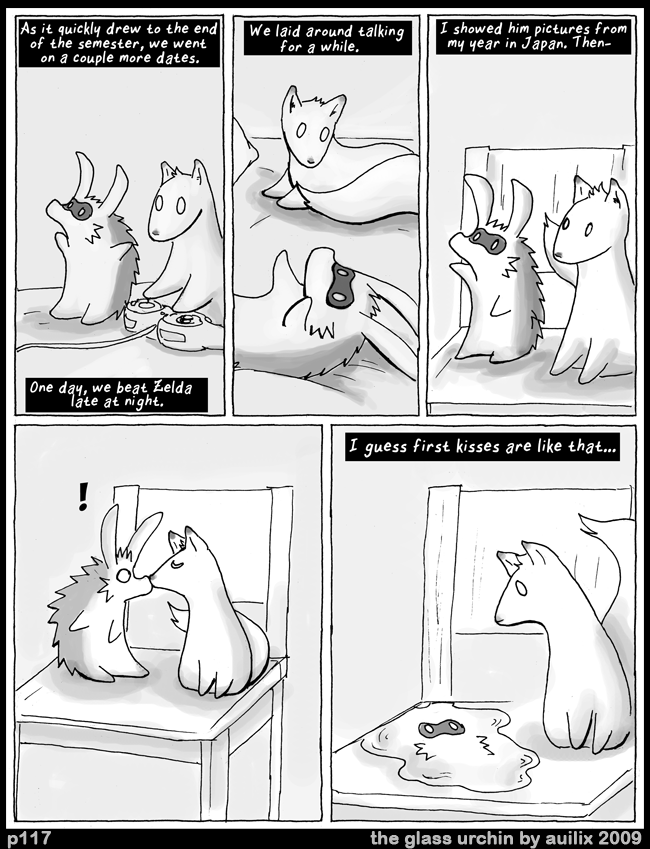 As it quickly drew to the end
of the semester, we went
on a couple more dates.
One day, we beat Zelda
late at night.
We laid around talking
for a while.
I showed him pictures from
my year in Japan. Then-
!
I guess first kisses are like that...
p117
the glass urchin by auilix 2009